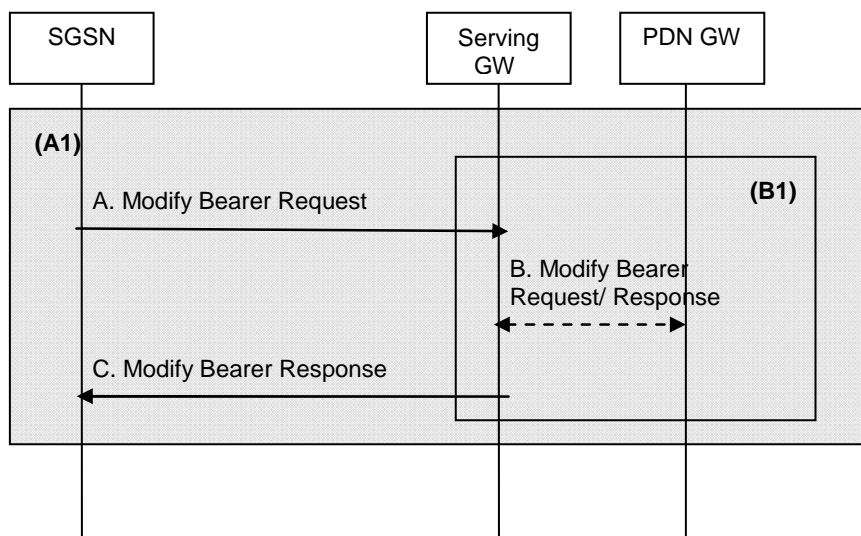 SGSN
Serving
GW
PDN GW
(A1)
(B1)
A. Modify Bearer Request
B. Modify Bearer
Request/ Response
C. Modify Bearer Response